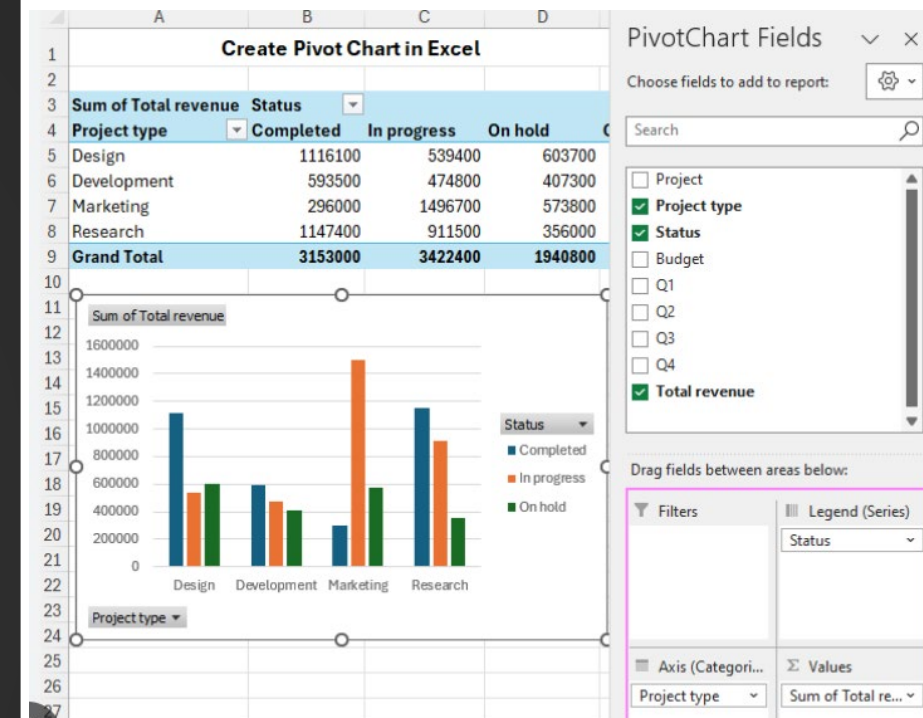 A B C D
1 Create Pivot Chart in Excel
2
3 Sum of Total revenue Status
4 Project type Completed In progress On hold
5 Design 1116100 539400 603700
6 Development 593500 474800 407300
7 Marketing 296000 1496700 573800
8 Research 1147400 911500 356000
9 Grand Total 3153000 3422400 1940800
10
11
12
13
14
15
16
17
18
19
20
21
22
23
24
25
26
27
Sum of Total revenue
1600000
1400000
1200000
1000000
800000
600000
400000
200000
0
Design Development Marketing Research
Project type
Status
Completed
In progress
On hold
PivotChart Fields
Choose fields to add to report:
Search
Project
Project type
Status
Budget
Q1
Q2
Q3
Q4
Total revenue
Drag fields between areas below:
Filters
Legend (Series)
Status
Axis (Categori...
Project type
Σ Values
Sum of Total re...